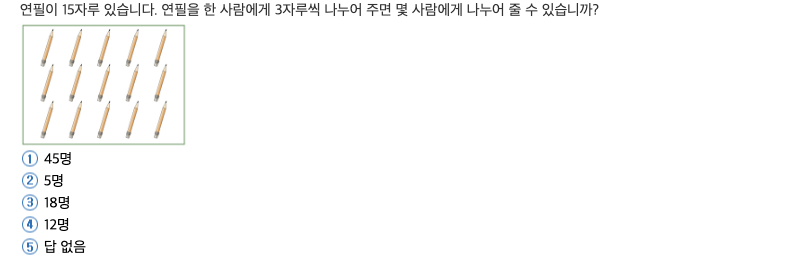 연필이 15자루 있습니다. 연필을 한 사람에게 3자루씩 나누어 주면 몇 사람에게 나누어 줄 수 있습니까?
① 45명
② 5명
③ 18명
④ 12명
⑤ 답 없음